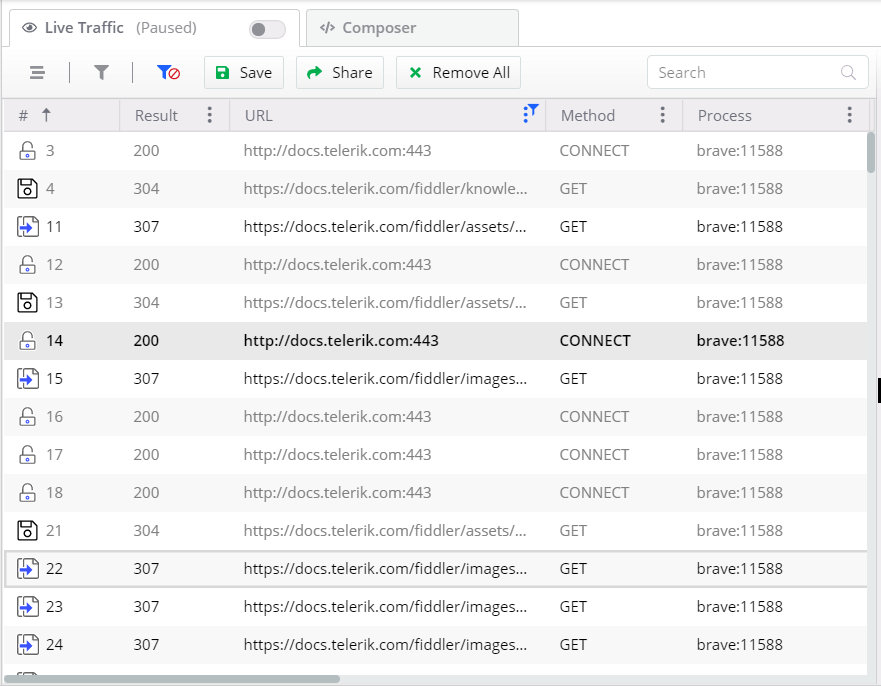 Live Traffic (Paused) </> Composer
Save Share Remove All Search
# Result URL Method Process
3 200 http://docs.telerik.com:443 CONNECT brave:11588
4 304 https://docs.telerik.com/fiddler/knowle... GET brave:11588
11 307 https://docs.telerik.com/fiddler/assets/... GET brave:11588
12 200 http://docs.telerik.com:443 CONNECT brave:11588
13 304 https://docs.telerik.com/fiddler/assets/... GET brave:11588
14 200 http://docs.telerik.com:443 CONNECT brave:11588
15 307 https://docs.telerik.com/fiddler/images... GET brave:11588
16 200 http://docs.telerik.com:443 CONNECT brave:11588
17 200 http://docs.telerik.com:443 CONNECT brave:11588
18 200 http://docs.telerik.com:443 CONNECT brave:11588
21 304 https://docs.telerik.com/fiddler/assets/... GET brave:11588
22 307 https://docs.telerik.com/fiddler/images... GET brave:11588
23 307 https://docs.telerik.com/fiddler/images... GET brave:11588
24 307 https://docs.telerik.com/fiddler/images... GET brave:11588